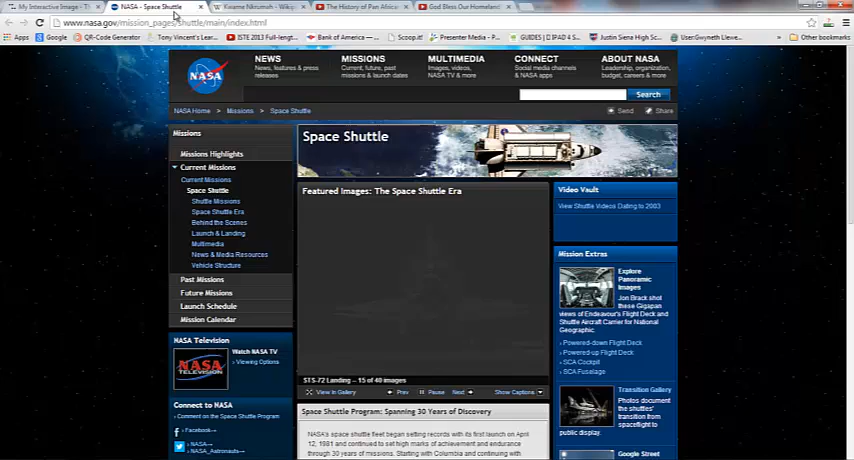 My Interactive Image - Th
NASA - Space Shuttle
Kwame Nkrumah - Wikip
The History of Pan Africa
God Bless Our Homeland
www.nasa.gov/mission_pages/shuttle/main/index.html
Apps
Google
QR-Code Generator
Tony Vincent's Lear...
ISTE 2013 Full-lengt...
Bank of America — ...
Scoop.it!
Presenter Media - P...
GUIDES | D IPAD 4 S...
Justin Siena High Sc...
User:Gwyneth Llewe...
Other bookmarks
NASA
NEWS
News, features & press
releases
MISSIONS
Current, future, past
missions & launch dates
MULTIMEDIA
Images, videos,
NASA TV & more
CONNECT
Social media channels
& NASA apps
ABOUT NASA
Leadership, organization,
budget, careers & more
Search
NASA Home > Missions > Space Shuttle
Send
Share
Missions
Missions Highlights
Current Missions
Current Missions
Space Shuttle
Shuttle Missions
Space Shuttle Era
Behind the Scenes
Launch & Landing
Multimedia
News & Media Resources
Vehicle Structure
Past Missions
Future Missions
Launch Schedule
Mission Calendar
NASA Television
NASA
TELEVISION
Watch NASA TV
› Viewing Options
Connect to NASA
› Comment on the Space Shuttle Program
› Facebook→
› NASA→
› NASA_Astronauts→
Space Shuttle
Featured Images: The Space Shuttle Era
STS-72 Landing -- 15 of 40 images
View in Gallery
Prev
Pause
Next
Show Captions
Space Shuttle Program: Spanning 30 Years of Discovery
NASA's space shuttle fleet began setting records with its first launch on April
12, 1981 and continued to set high marks of achievement and endurance
through 30 years of missions. Starting with Columbia and continuing with
Video Vault
View Shuttle Videos Dating to 2003
Mission Extras
Explore
Panoramic
Images
Jon Brack shot
these Gigapan
views of Endeavour's Flight Deck and
Shuttle Aircraft Carrier for National
Geographic.
› Powered-down Flight Deck
› Powered-up Flight Deck
› SCA Cockpit
› SCA Fuselage
Transition Gallery
Photos document
the shuttles'
transition from
spaceflight to
public display.
Google Street